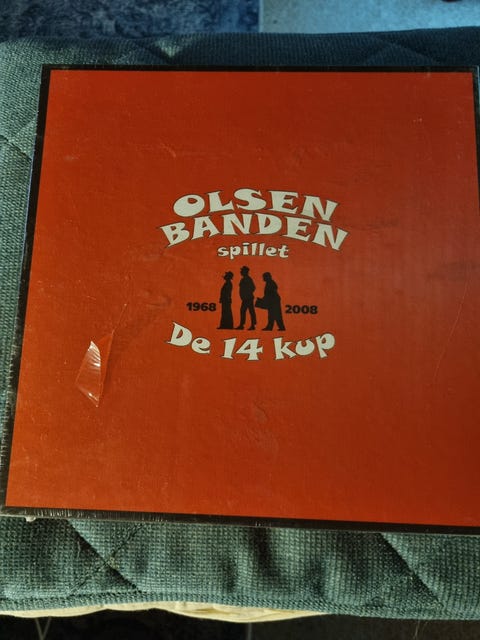 OLSEN
BANDEN
spillet
1968 2008
De 14 kup